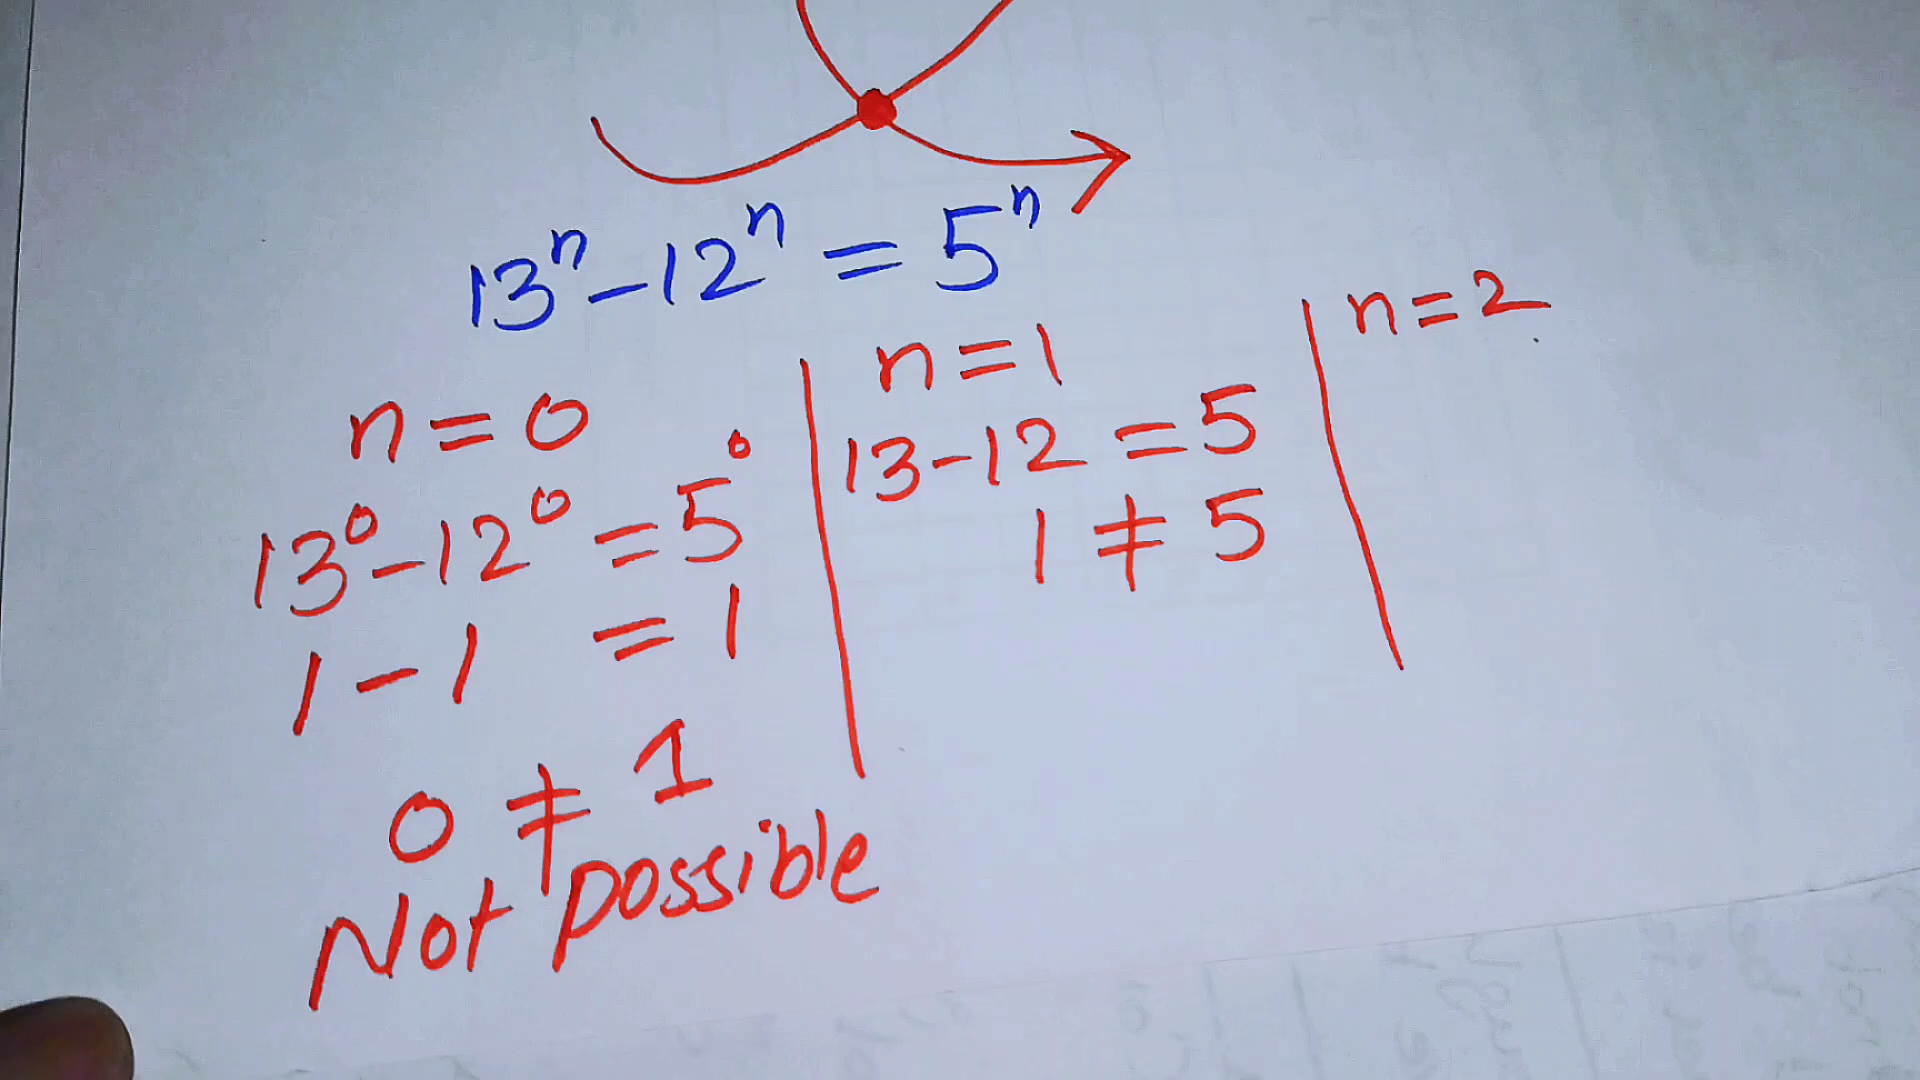 13ⁿ-12ⁿ = 5ⁿ
n=0
13⁰-12⁰ =5⁰
1-1 =1
0 ≠ 1
Not possible
n=1
13-12 =5
1 ≠ 5
n=2